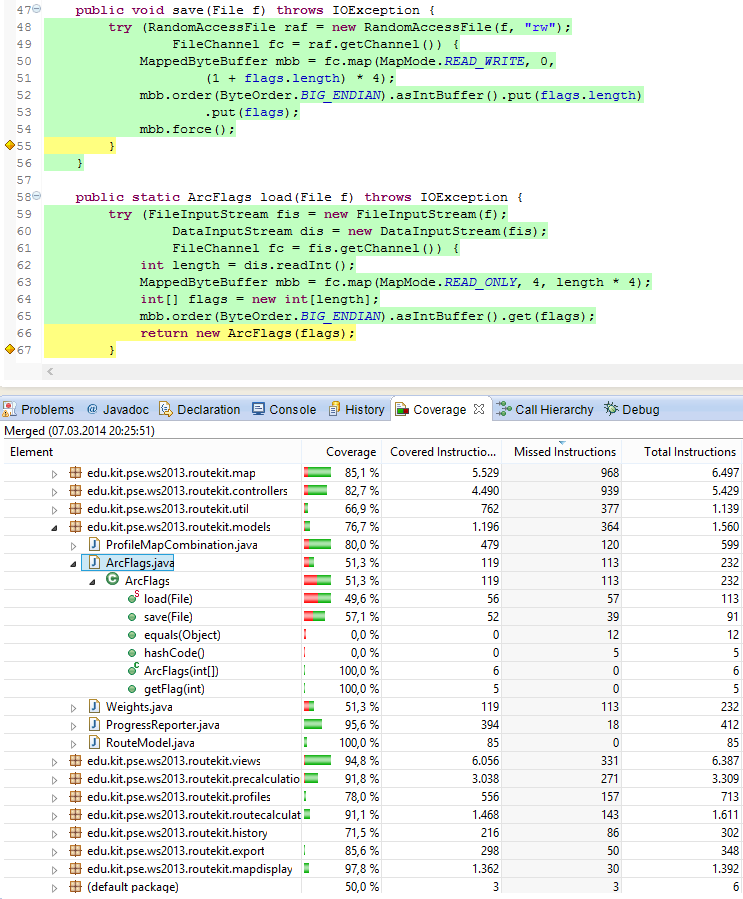 47 public void save(File f) throws IOException {
48 try (RandomAccessFile raf = new RandomAccessFile(f, "rw");
49 FileChannel fc = raf.getChannel()) {
50 MappedByteBuffer mbb = fc.map(MapMode.READ_WRITE, 0,
51 (1 + flags.length) * 4);
52 mbb.order(ByteOrder.BIG_ENDIAN).asIntBuffer().put(flags.length)
53 .put(flags);
54 mbb.force();
55 }
56 }
57
58 public static ArcFlags load(File f) throws IOException {
59 try (FileInputStream fis = new FileInputStream(f);
60 DataInputStream dis = new DataInputStream(fis);
61 FileChannel fc = fis.getChannel()) {
62 int length = dis.readInt();
63 MappedByteBuffer mbb = fc.map(MapMode.READ_ONLY, 4, length * 4);
64 int[] flags = new int[length];
65 mbb.order(ByteOrder.BIG_ENDIAN).asIntBuffer().get(flags);
66 return new ArcFlags(flags);
67 }
Problems @ Javadoc Declaration Console History Coverage Call Hierarchy Debug
Merged (07.03.2014 20:25:51)
Element Coverage Covered Instructio... Missed Instructions Total Instructions
edu.kit.pse.ws2013.routekit.map 85,1 % 5.529 968 6.497
edu.kit.pse.ws2013.routekit.controllers 82,7 % 4.490 939 5.429
edu.kit.pse.ws2013.routekit.util 66,9 % 762 377 1.139
edu.kit.pse.ws2013.routekit.models 76,7 % 1.196 364 1.560
ProfileMapCombination.java 80,0 % 479 120 599
ArcFlags.java 51,3 % 119 113 232
ArcFlags 51,3 % 119 113 232
load(File) 49,6 % 56 57 113
save(File) 57,1 % 52 39 91
equals(Object) 0,0 % 0 12 12
hashCode() 0,0 % 0 5 5
ArcFlags(int[]) 100,0 % 6 0 6
getFlag(int) 100,0 % 5 0 5
Weights.java 51,3 % 119 113 232
ProgressReporter.java 95,6 % 394 18 412
RouteModel.java 100,0 % 85 0 85
edu.kit.pse.ws2013.routekit.views 94,8 % 6.056 331 6.387
edu.kit.pse.ws2013.routekit.precalculatio 91,8 % 3.038 271 3.309
edu.kit.pse.ws2013.routekit.profiles 78,0 % 556 157 713
edu.kit.pse.ws2013.routekit.routecalculat 91,1 % 1.468 143 1.611
edu.kit.pse.ws2013.routekit.history 71,5 % 216 86 302
edu.kit.pse.ws2013.routekit.export 85,6 % 298 50 348
edu.kit.pse.ws2013.routekit.mapdisplay 97,8 % 1.362 30 1.392
(default package) 50,0 % 3 3 6